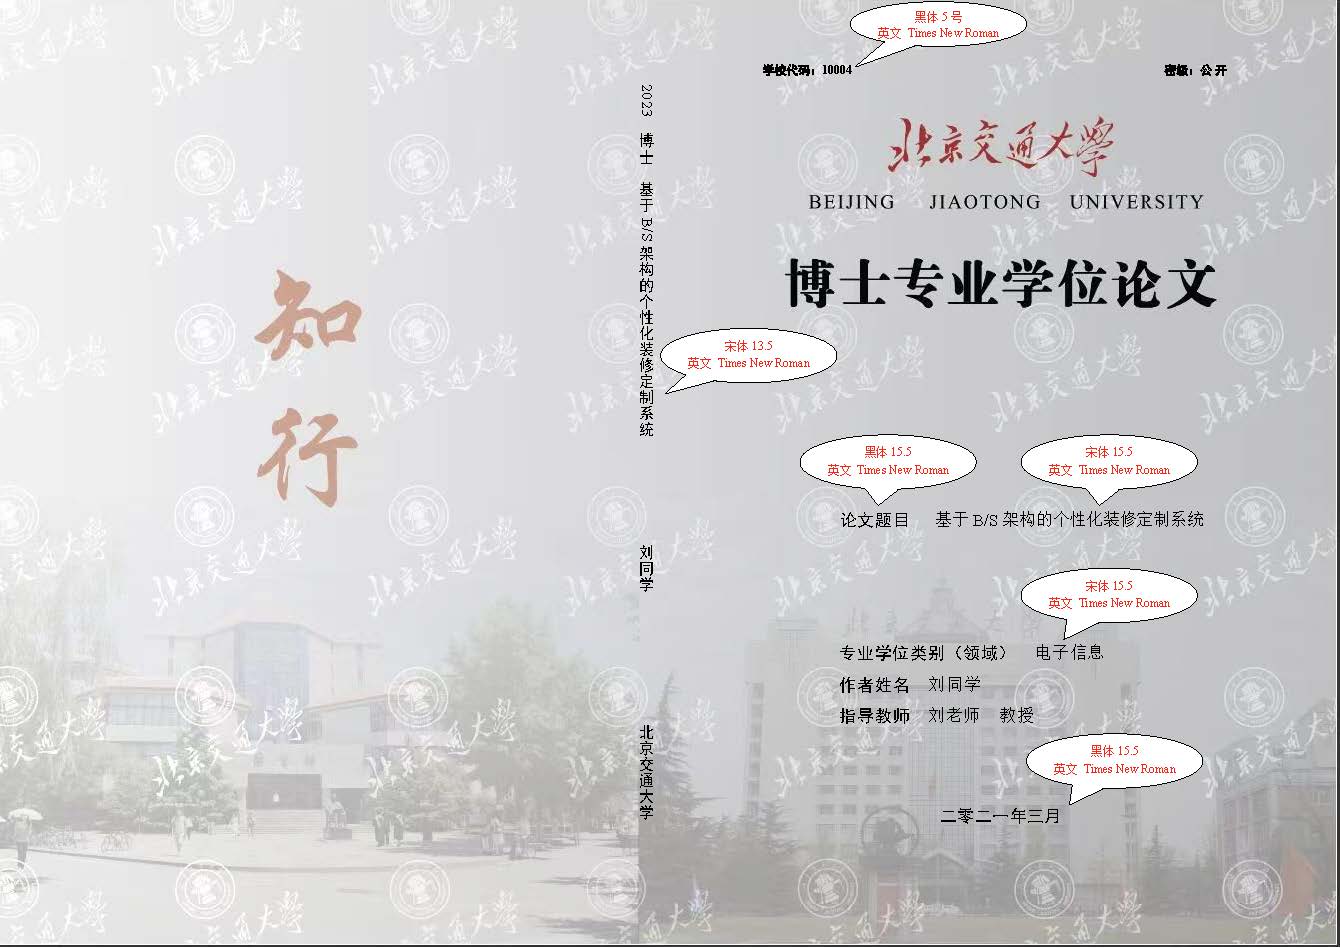 黑体 5 号
英文 Times New Roman
学校代码：10004
密级：公开
北京交通大学
BEIJING JIAOTONG UNIVERSITY
博士专业学位论文
黑体 15.5
英文 Times New Roman
宋体 15.5
英文 Times New Roman
论文题目 基于 B/S 架构的个性化装修定制系统
宋体 15.5
英文 Times New Roman
专业学位类别（领域） 电子信息
作者姓名 刘同学
指导教师 刘老师 教授
黑体 15.5
英文 Times New Roman
二零二一年三月
2023 博士 基于 B/S 架构的个性化装修定制系统
刘同学
北京交通大学
宋体 13.5
英文 Times New Roman
知
行